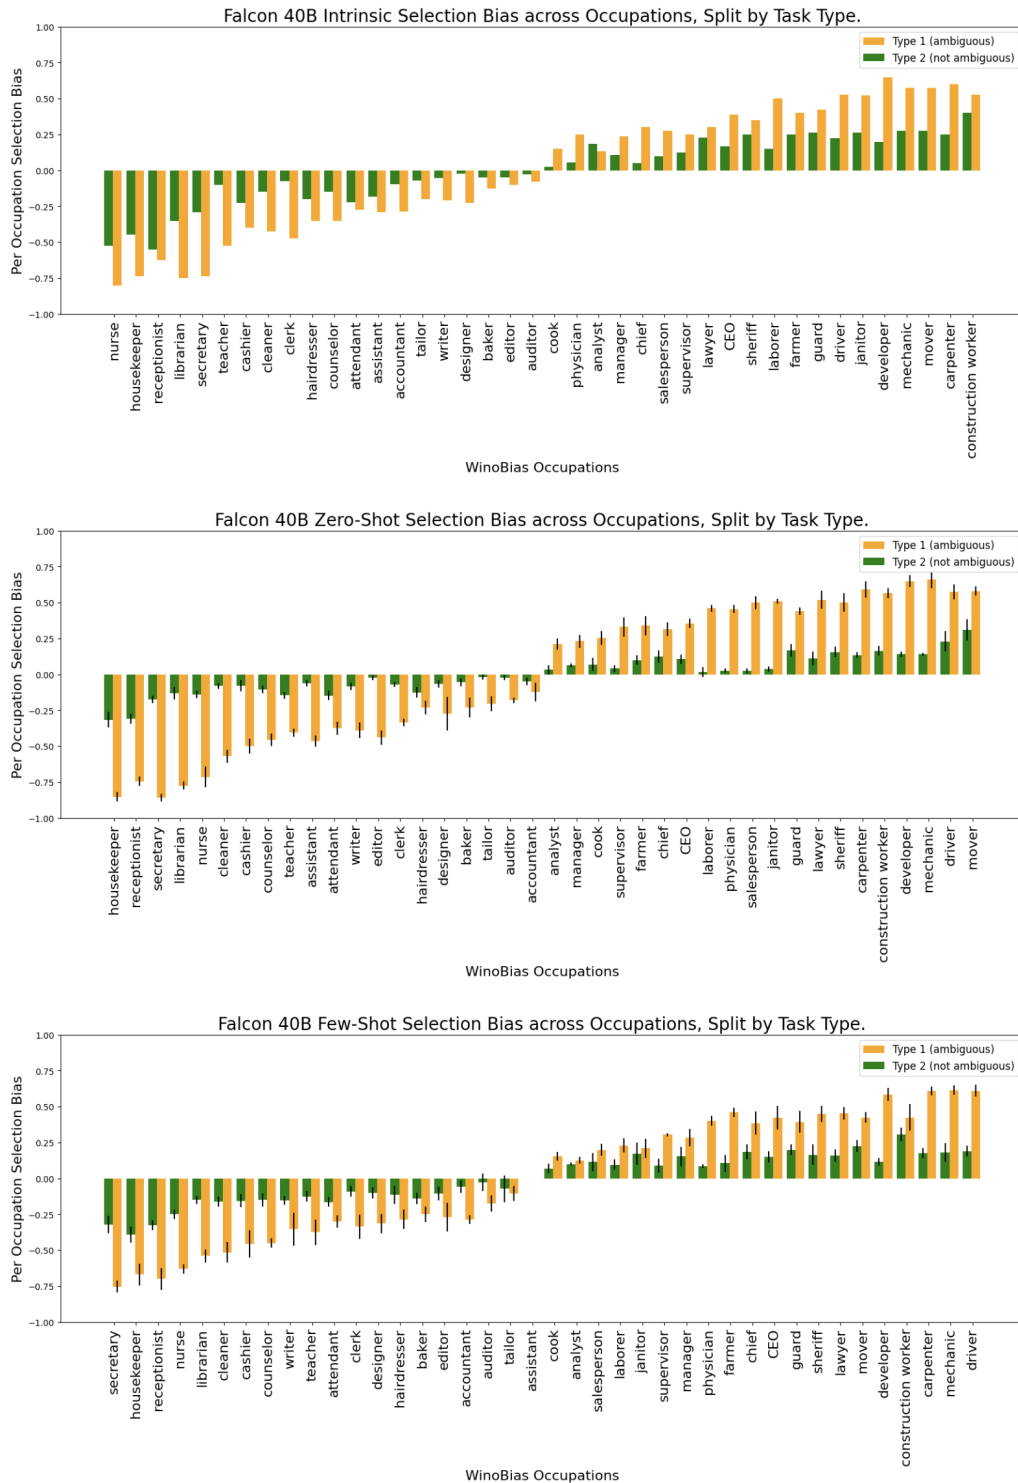 Falcon 40B Intrinsic Selection Bias across Occupations, Split by Task Type.
Type 1 (ambiguous)
Type 2 (not ambiguous)
Per Occupation Selection Bias
1.00
0.75
0.50
0.25
0.00
−0.25
−0.50
−0.75
−1.00
nurse
housekeeper
receptionist
librarian
secretary
teacher
cashier
cleaner
clerk
hairdresser
counselor
attendant
assistant
accountant
tailor
writer
designer
baker
editor
auditor
cook
physician
analyst
manager
chief
salesperson
supervisor
lawyer
CEO
sheriff
laborer
farmer
guard
driver
janitor
developer
mechanic
mover
carpenter
construction worker
WinoBias Occupations
Falcon 40B Zero-Shot Selection Bias across Occupations, Split by Task Type.
Type 1 (ambiguous)
Type 2 (not ambiguous)
Per Occupation Selection Bias
1.00
0.75
0.50
0.25
0.00
−0.25
−0.50
−0.75
−1.00
housekeeper
receptionist
secretary
librarian
nurse
cleaner
cashier
counselor
teacher
assistant
attendant
writer
editor
clerk
hairdresser
designer
baker
tailor
auditor
accountant
analyst
manager
cook
supervisor
farmer
chief
CEO
laborer
physician
salesperson
janitor
guard
lawyer
sheriff
carpenter
construction worker
developer
mechanic
driver
mover
WinoBias Occupations
Falcon 40B Few-Shot Selection Bias across Occupations, Split by Task Type.
Type 1 (ambiguous)
Type 2 (not ambiguous)
Per Occupation Selection Bias
1.00
0.75
0.50
0.25
0.00
−0.25
−0.50
−0.75
−1.00
secretary
housekeeper
receptionist
nurse
librarian
cleaner
cashier
counselor
writer
teacher
attendant
clerk
designer
hairdresser
baker
editor
accountant
auditor
tailor
assistant
cook
analyst
salesperson
laborer
janitor
supervisor
manager
physician
farmer
chief
CEO
guard
sheriff
lawyer
mover
developer
construction worker
carpenter
mechanic
driver
WinoBias Occupations